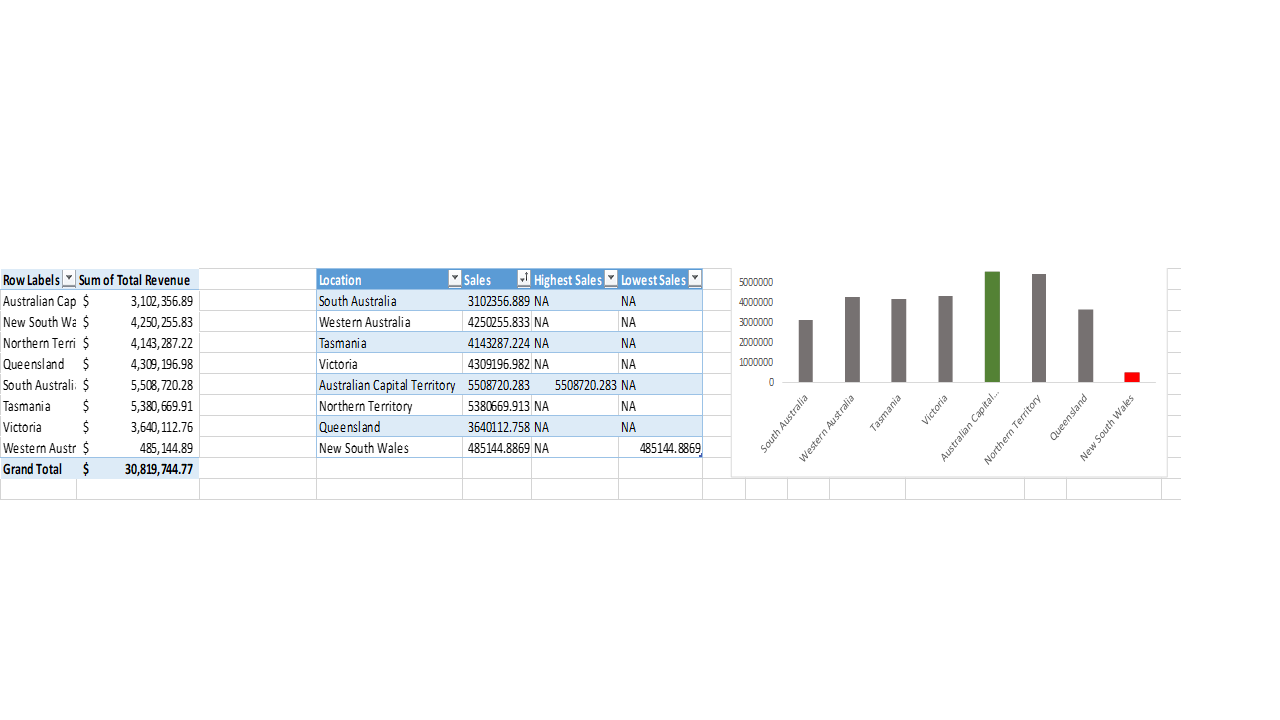 Row Labels Sum of Total Revenue
Australian Cap $ 3,102,356.89
New South Wa $ 4,250,255.83
Northern Terri $ 4,143,287.22
Queensland $ 4,309,196.98
South Australi $ 5,508,720.28
Tasmania $ 5,380,669.91
Victoria $ 3,640,112.76
Western Austr $ 485,144.89
Grand Total $ 30,819,744.77
Location Sales Highest Sales Lowest Sales
South Australia 3102356.889 NA NA
Western Australia 4250255.833 NA NA
Tasmania 4143287.224 NA NA
Victoria 4309196.982 NA NA
Australian Capital Territory 5508720.283 5508720.283 NA
Northern Territory 5380669.913 NA NA
Queensland 3640112.758 NA NA
New South Wales 485144.8869 NA 485144.8869
5000000
4000000
3000000
2000000
1000000
0
South Australia
Western Australia
Tasmania
Victoria
Australian Capital...
Northern Territory
Queensland
New South Wales